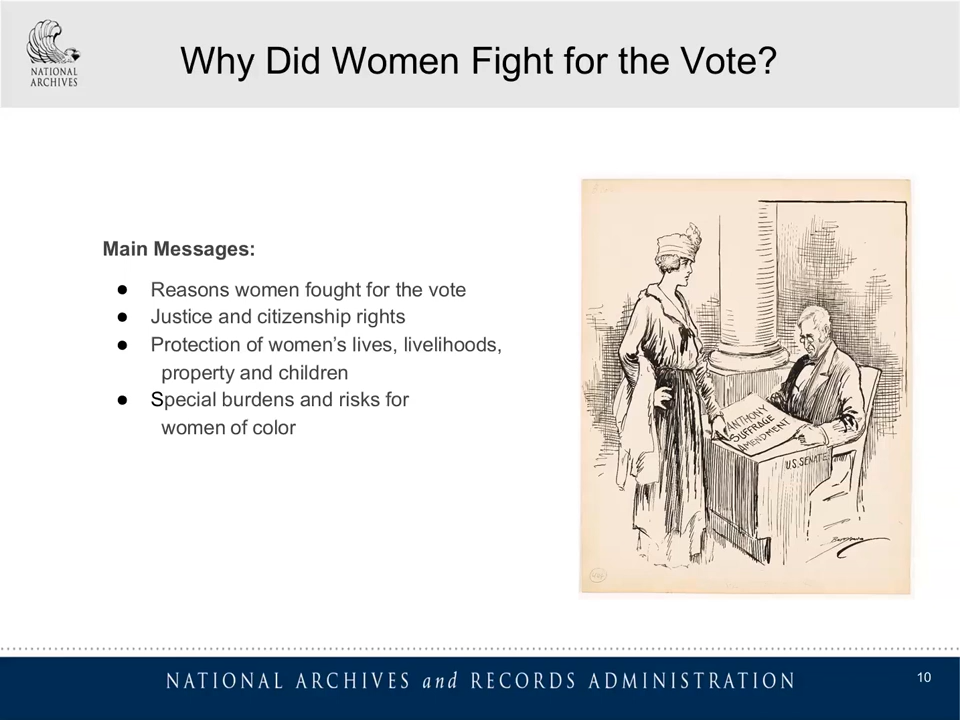 NATIONAL
ARCHIVES
Why Did Women Fight for the Vote?
Main Messages:
● Reasons women fought for the vote
● Justice and citizenship rights
● Protection of women’s lives, livelihoods,
property and children
● Special burdens and risks for
women of color
ANTHONY
SUFFRAGE
AMENDMENT
U.S. SENATE
NATIONAL ARCHIVES and RECORDS ADMINISTRATION
10